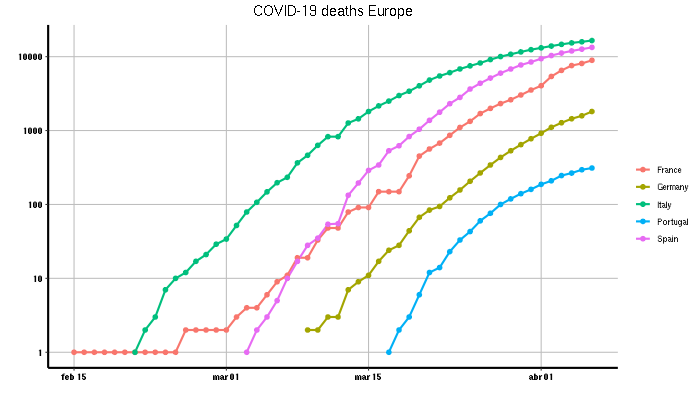 COVID-19 deaths Europe
10000
1000
100
10
1
feb 15
mar 01
mar 15
abr 01
France
Germany
Italy
Portugal
Spain